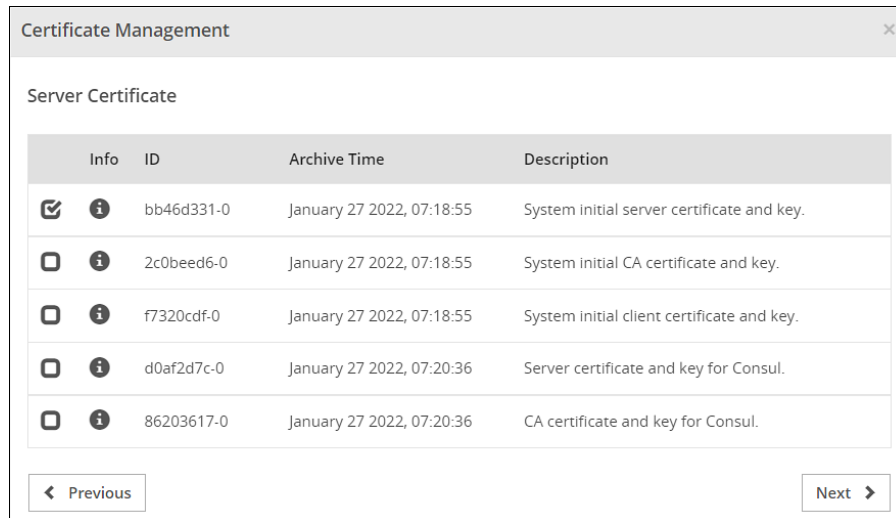 Certificate Management ×
Server Certificate
Info ID Archive Time Description
bb46d331-0 January 27 2022, 07:18:55 System initial server certificate and key.
2c0beed6-0 January 27 2022, 07:18:55 System initial CA certificate and key.
f7320cdf-0 January 27 2022, 07:18:55 System initial client certificate and key.
d0af2d7c-0 January 27 2022, 07:20:36 Server certificate and key for Consul.
86203617-0 January 27 2022, 07:20:36 CA certificate and key for Consul.
Previous Next